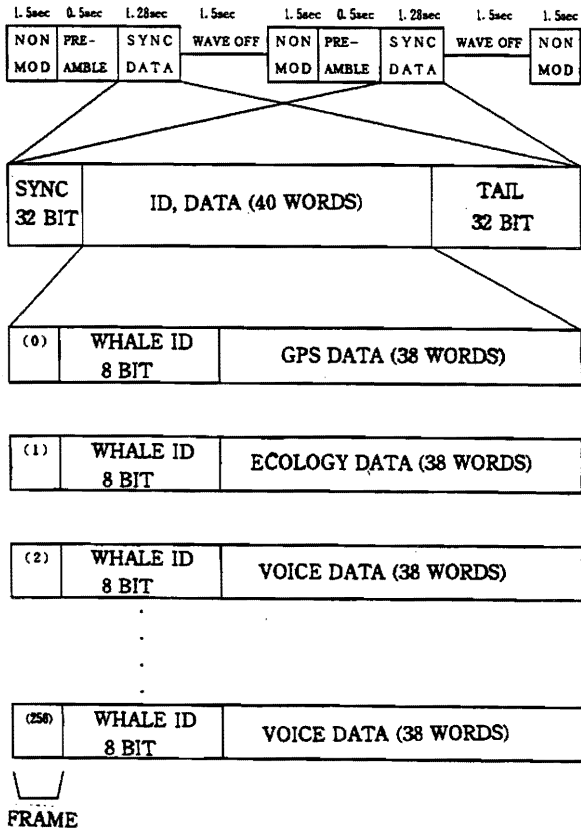 1.5sec 0.5sec 1.28sec 1.5sec 1.5sec 0.5sec 1.28sec 1.5sec 1.5sec
NON PRE- SYNC WAVE OFF NON PRE- SYNC WAVE OFF NON
MOD AMBLE DATA MOD AMBLE DATA MOD
SYNC
32 BIT
ID, DATA (40 WORDS)
TAIL
32 BIT
(0) WHALE ID
8 BIT
GPS DATA (38 WORDS)
(1) WHALE ID
8 BIT
ECOLOGY DATA (38 WORDS)
(2) WHALE ID
8 BIT
VOICE DATA (38 WORDS)
(256) WHALE ID
8 BIT
VOICE DATA (38 WORDS)
FRAME